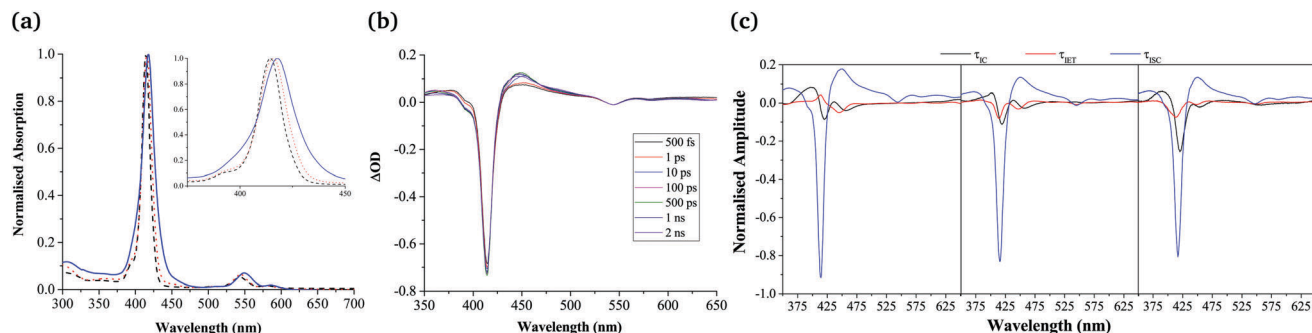 (a)
Normalised Absorption
1.0
0.8
0.6
0.4
0.2
0.0
300 350 400 450 500 550 600 650 700
Wavelength (nm)
1.0
0.8
0.6
0.4
0.2
0.0
400 450
(b)
ΔOD
0.2
0.0
-0.2
-0.4
-0.6
-0.8
500 fs
1 ps
10 ps
100 ps
500 ps
1 ns
2 ns
350 400 450 500 550 600 650
Wavelength (nm)
(c)
τIC τIET τISC
Normalised Amplitude
0.2
0.0
-0.2
-0.4
-0.6
-0.8
-1.0
375 425 475 525 575 625 375 425 475 525 575 625 375 425 475 525 575 625
Wavelength (nm)